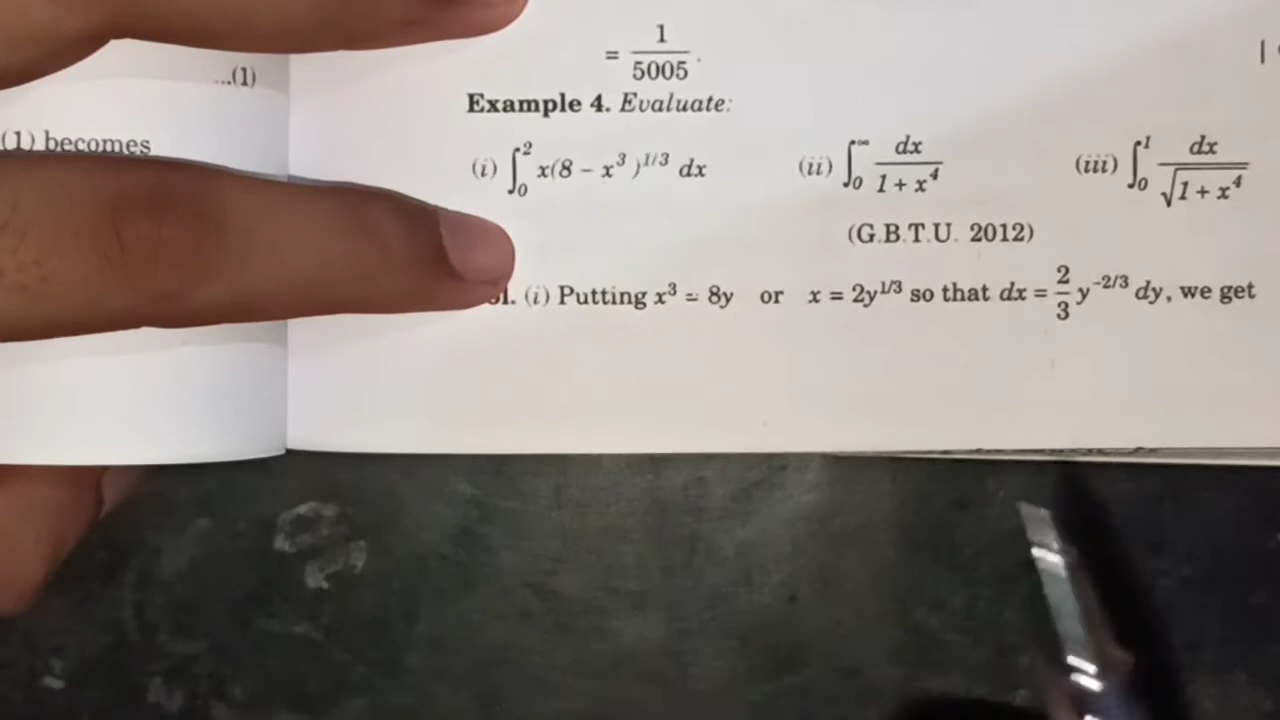 ...(1)
(1) becomes
= 1/5005.
Example 4. Evaluate:
(i) ∫₀² x(8 – x³)^{1/3} dx (ii) ∫₀^∞ dx/(1 + x⁴) (iii) ∫₀¹ dx/√(1 + x⁴)
(G.B.T.U. 2012)
(i) Putting x³ = 8y or x = 2y^{1/3} so that dx = 2/3 y^{-2/3} dy, we get